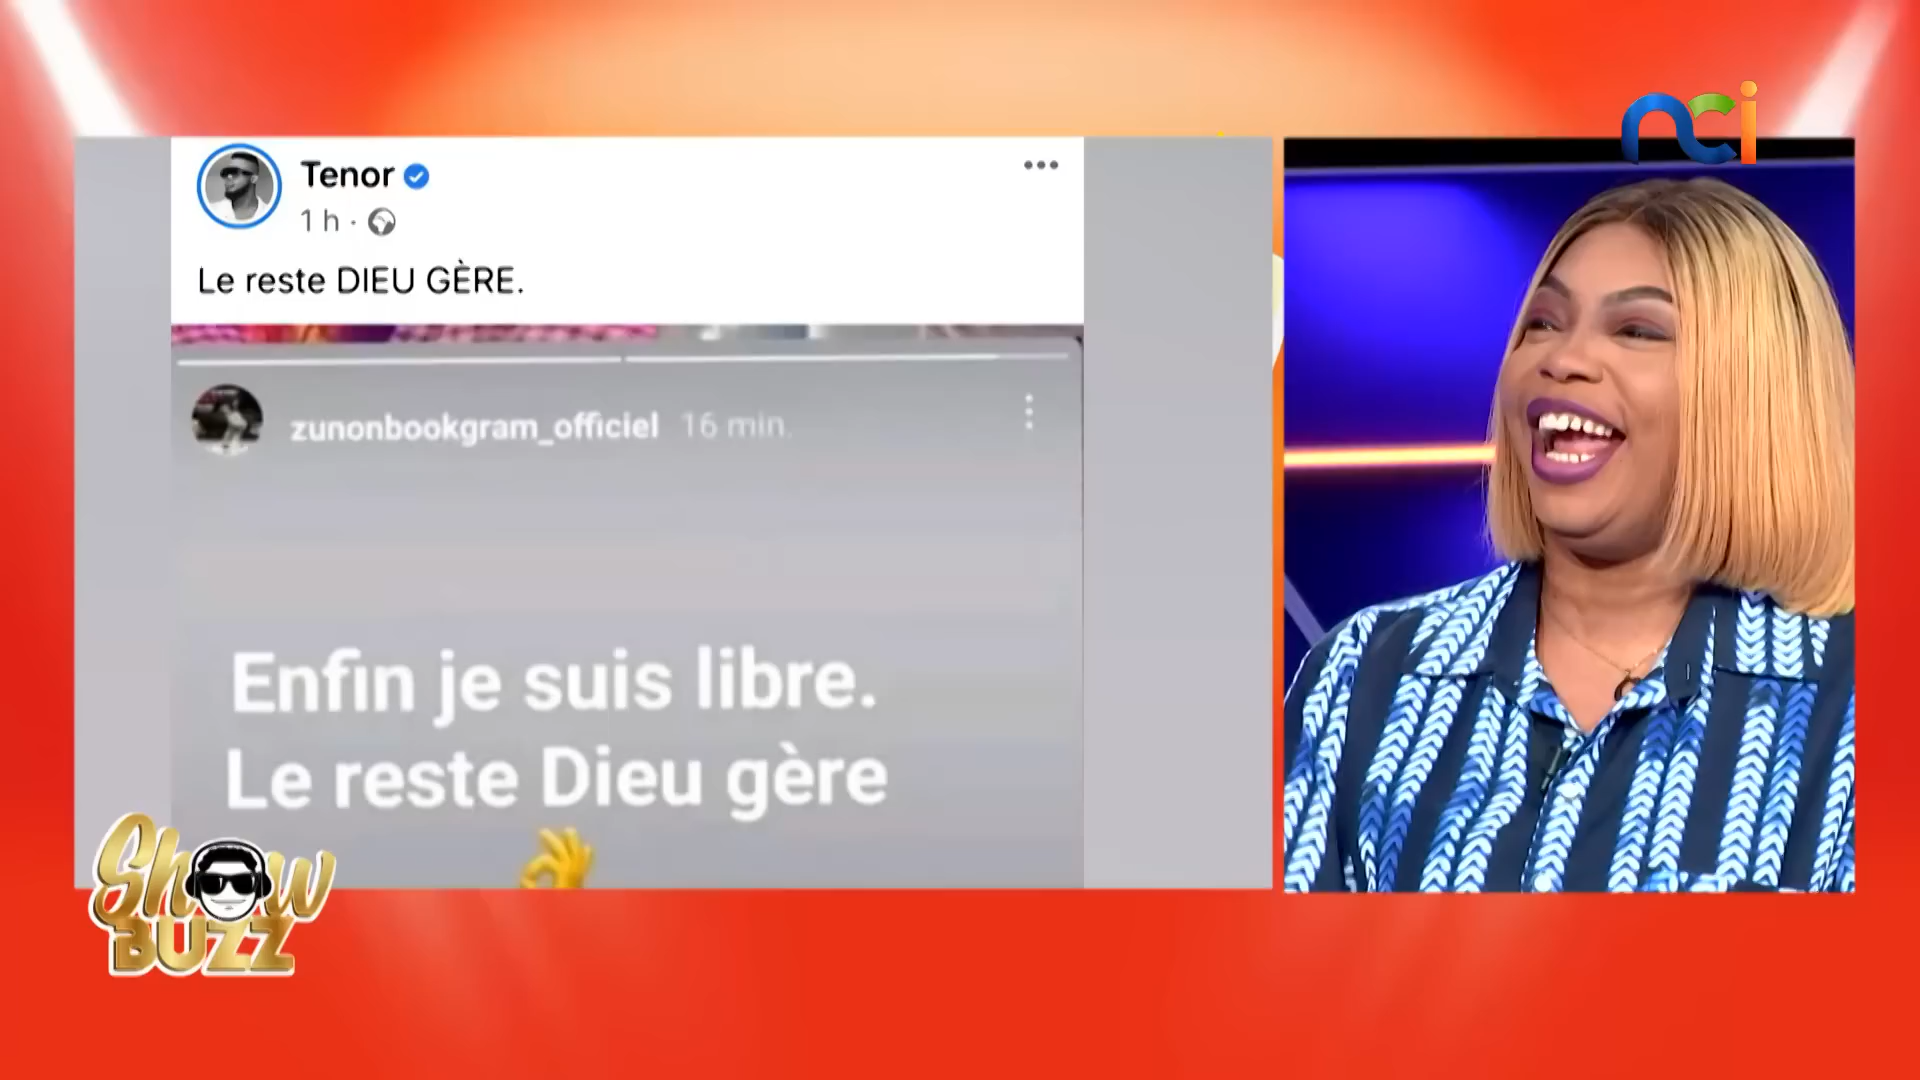 nci
Tenor
1 h ·
Le reste DIEU GÈRE.
zunonbookgram_officiel 16 min.
Enfin je suis libre.
Le reste Dieu gère
Show
BUZZ